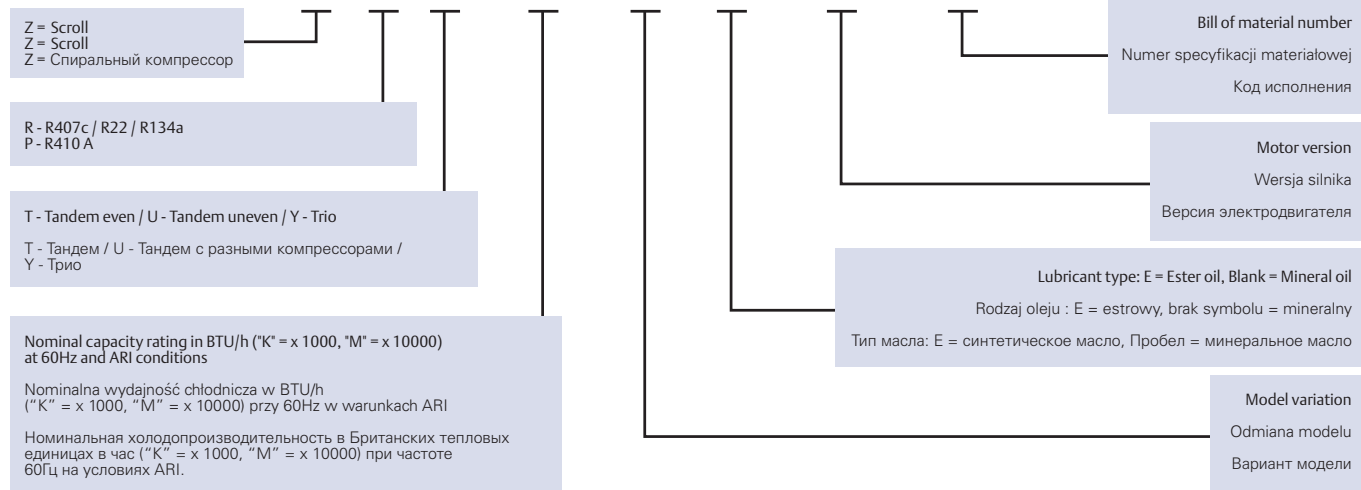 Z = Scroll
Z = Scroll
Z = Спиральный компрессор
R - R407c / R22 / R134a
P - R410 A
T - Tandem even / U - Tandem uneven / Y - Trio
T - Тандем / U - Тандем с разными компрессорами /
Y - Трио
Nominal capacity rating in BTU/h ("K" = x 1000, "M" = x 10000)
at 60Hz and ARI conditions
Nominalna wydajność chłodnicza w BTU/h
(“K” = x 1000, “M” = x 10000) przy 60Hz w warunkach ARI
Номинальная холодопроизводительность в Британских тепловых
единицах в час (“K” = x 1000, “M” = x 10000) при частоте
60Гц на условиях ARI.
Bill of material number
Numer specyfikacji materiałowej
Код исполнения
Motor version
Wersja silnika
Версия электродвигателя
Lubricant type: E = Ester oil, Blank = Mineral oil
Rodzaj oleju : E = estrowy, brak symbolu = mineralny
Тип масла: E = синтетическое масло, Пробел = минеральное масло
Model variation
Odmiana modelu
Вариант модели